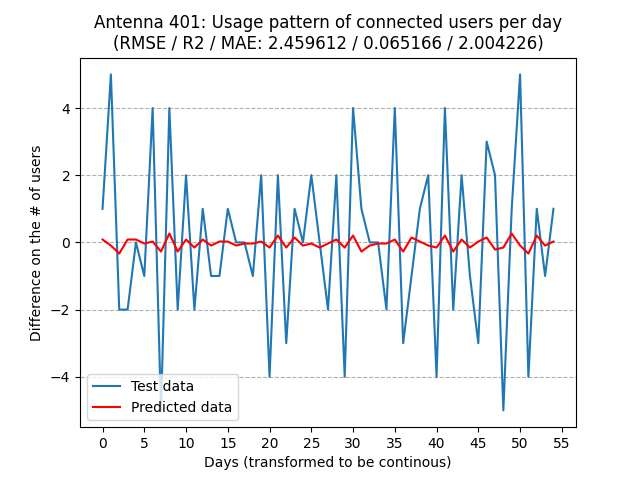 Antenna 401: Usage pattern of connected users per day
(RMSE / R2 / MAE: 2.459612 / 0.065166 / 2.004226)
Difference on the # of users
4
2
0
−2
−4
Test data
Predicted data
0 5 10 15 20 25 30 35 40 45 50 55
Days (transformed to be continous)